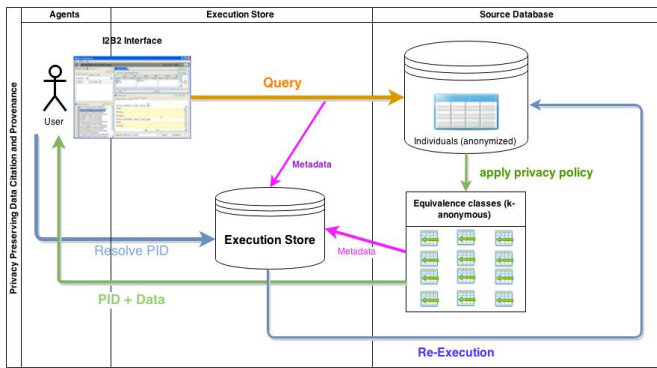 Agents
Execution Store
Source Database
Privacy Preserving Data Citation and Provenance
I2B2 Interface
User
Query
Individuals (anonymized)
Metadata
apply privacy policy
Equivalence classes (k-
anonymous)
Execution Store
Metadata
Resolve PID
PID + Data
Re-Execution